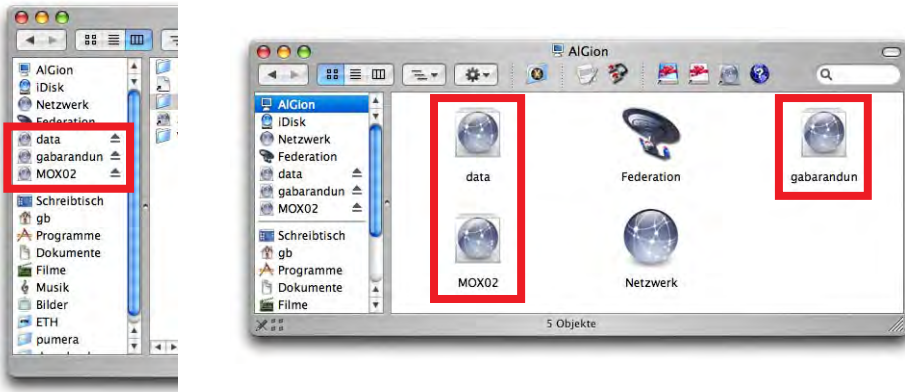 AlGion
iDisk
Netzwerk
Federation
data
gabarandun
MOX02
Schreibtisch
gb
Programme
Dokumente
Filme
Musik
Bilder
ETH
pumera
AlGion
AlGion
iDisk
Netzwerk
Federation
data
gabarandun
MOX02
Schreibtisch
gb
Programme
Dokumente
Filme
data
Federation
gabarandun
MOX02
Netzwerk
5 Objekte